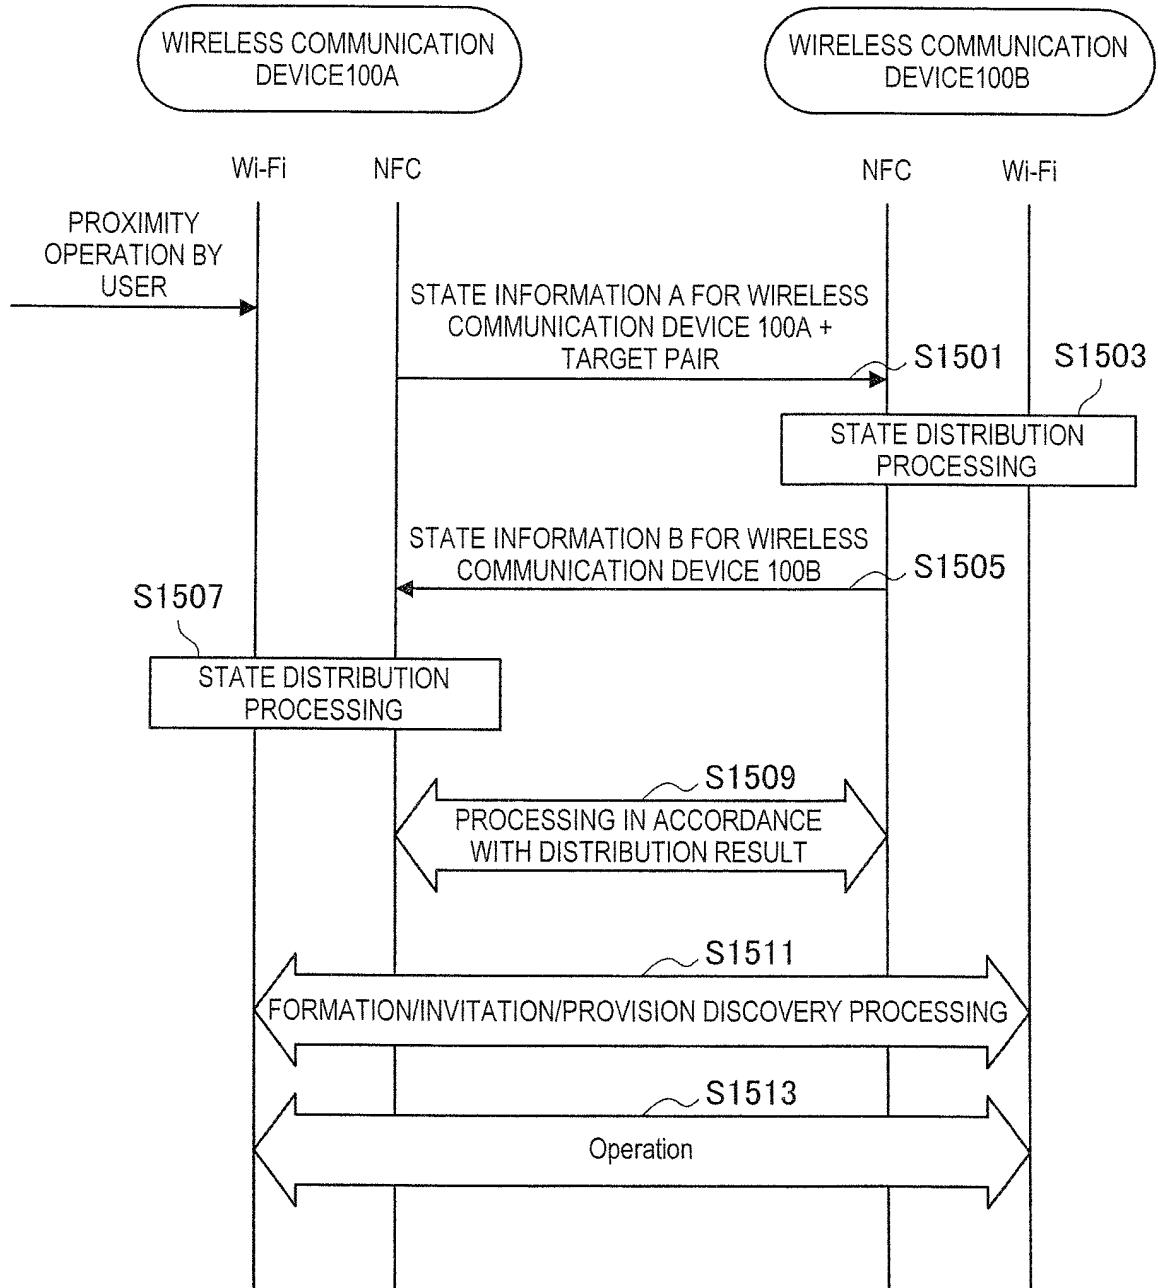 WIRELESS COMMUNICATION
DEVICE100A
WIRELESS COMMUNICATION
DEVICE100B
Wi-Fi
NFC
NFC
Wi-Fi
PROXIMITY
OPERATION BY
USER
STATE INFORMATION A FOR WIRELESS
COMMUNICATION DEVICE 100A +
TARGET PAIR
S1501
S1503
STATE DISTRIBUTION
PROCESSING
STATE INFORMATION B FOR WIRELESS
COMMUNICATION DEVICE 100B
S1505
S1507
STATE DISTRIBUTION
PROCESSING
S1509
PROCESSING IN ACCORDANCE
WITH DISTRIBUTION RESULT
S1511
FORMATION/INVITATION/PROVISION DISCOVERY PROCESSING
S1513
Operation